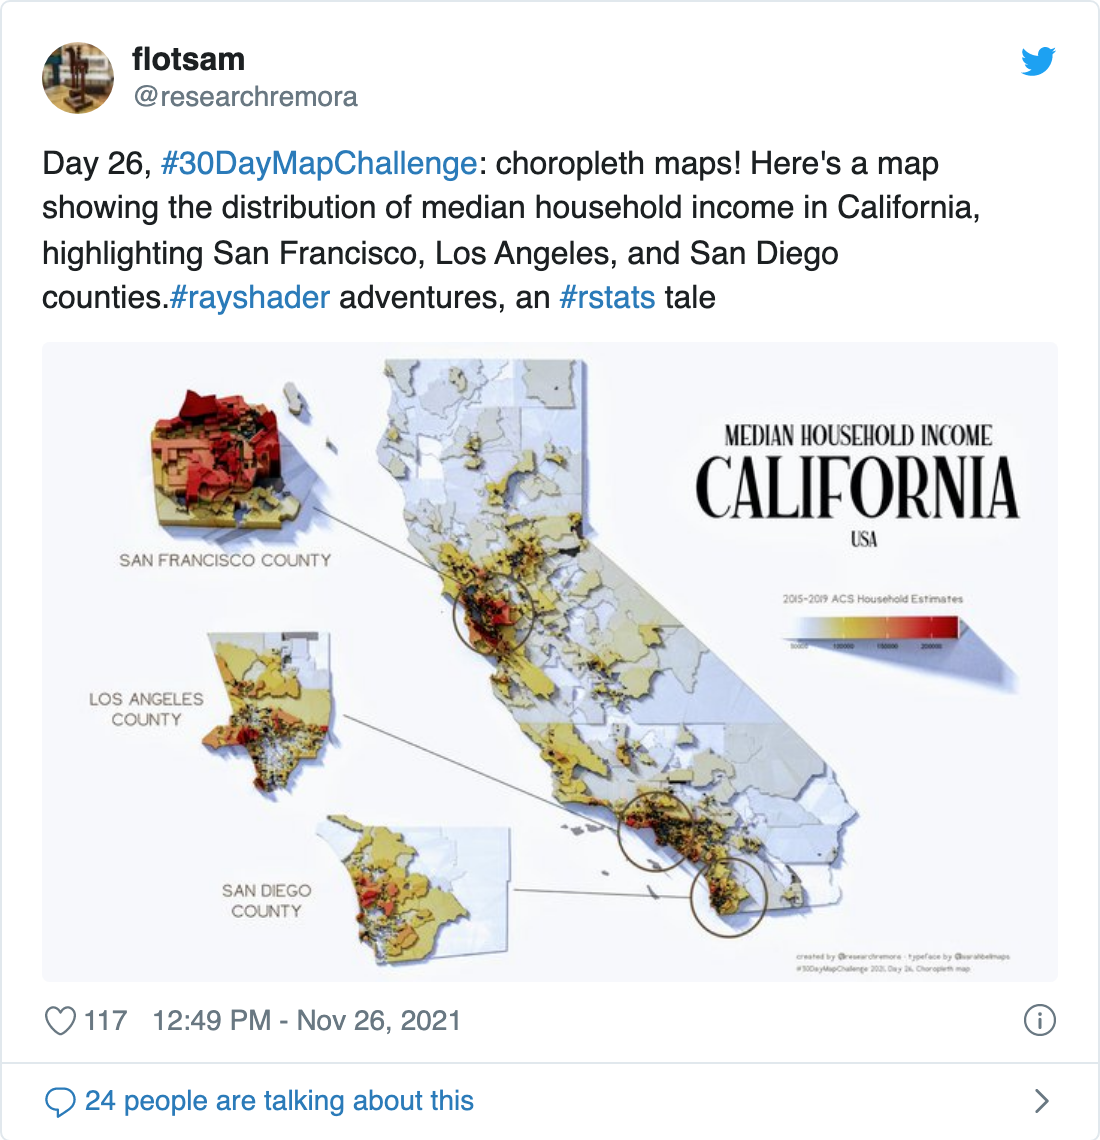 flotsam
@researchremora
Day 26, #30DayMapChallenge: choropleth maps! Here's a map
showing the distribution of median household income in California,
highlighting San Francisco, Los Angeles, and San Diego
counties.#rayshader adventures, an #rstats tale
MEDIAN HOUSEHOLD INCOME
CALIFORNIA
USA
SAN FRANCISCO COUNTY
2015-2019 ACS Household Estimates
50000 100000 150000 200000
LOS ANGELES
COUNTY
SAN DIEGO
COUNTY
created by @researchremora - typeface by @sarahbellmaps
#30DayMapChallenge 2021, Day 26, Choropleth map
117 12:49 PM - Nov 26, 2021
24 people are talking about this